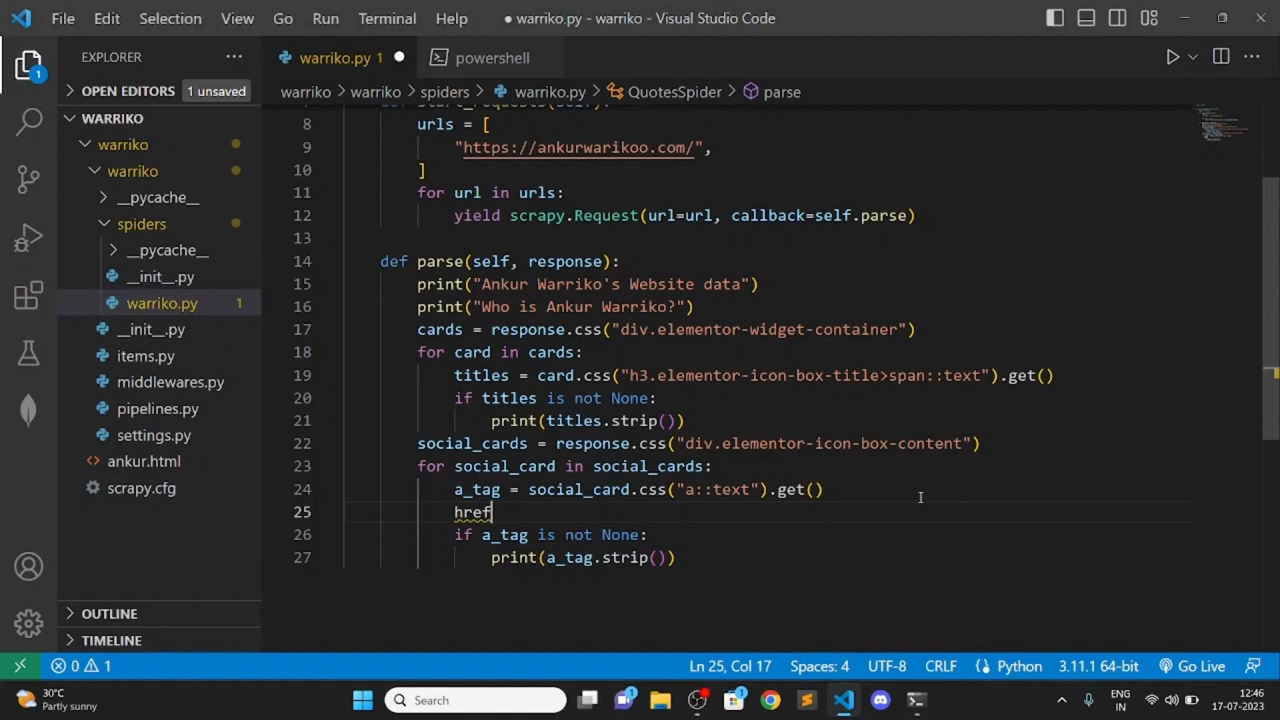 File Edit Selection View Go Run Terminal Help ● warriko.py - warriko - Visual Studio Code
EXPLORER ··· warriko.py 1 ● powershell
OPEN EDITORS 1 unsaved
warriko > warriko > spiders > warriko.py > QuotesSpider > parse
WARRIKO
warriko
warriko
__pycache__
spiders
__pycache__
__init__.py
warriko.py 1
__init__.py
items.py
middlewares.py
pipelines.py
settings.py
ankur.html
scrapy.cfg
OUTLINE
TIMELINE
def start_requests(self):
8 urls = [
9 "https://ankurwarikoo.com/",
10 ]
11 for url in urls:
12 yield scrapy.Request(url=url, callback=self.parse)
13
14 def parse(self, response):
15 print("Ankur Warriko's Website data")
16 print("Who is Ankur Warriko?")
17 cards = response.css("div.elementor-widget-container")
18 for card in cards:
19 titles = card.css("h3.elementor-icon-box-title>span::text").get()
20 if titles is not None:
21 print(titles.strip())
22 social_cards = response.css("div.elementor-icon-box-content")
23 for social_card in social_cards:
24 a_tag = social_card.css("a::text").get()
25 href
26 if a_tag is not None:
27 print(a_tag.strip())
1
0 1 Ln 25, Col 17 Spaces: 4 UTF-8 CRLF Python 3.11.1 64-bit Go Live
30°C
Partly sunny
Search
1
1
ENG
IN
12:46
17-07-2023